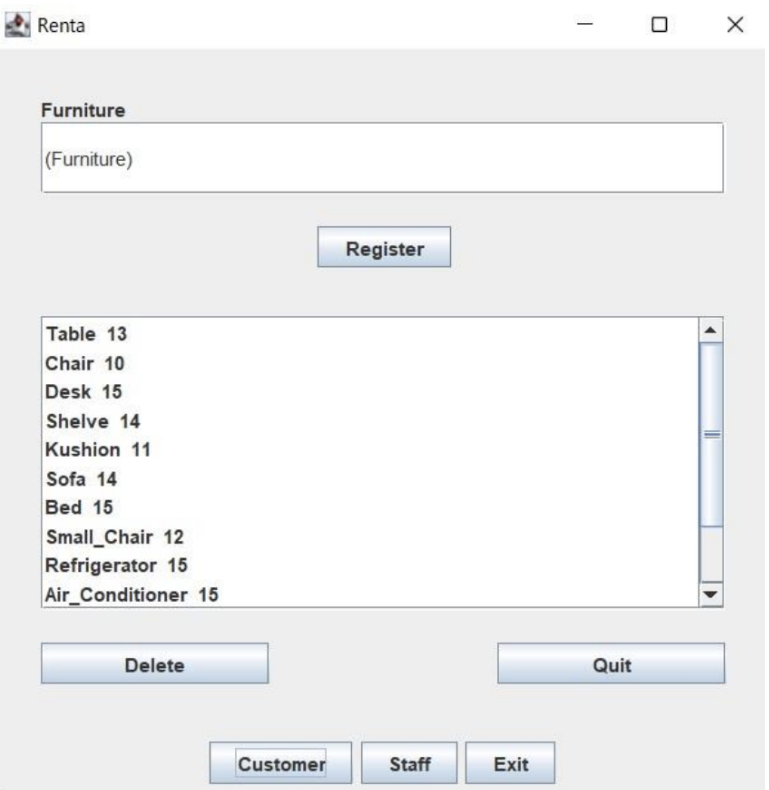 Renta
Furniture
(Furniture)
Register
Table 13
Chair 10
Desk 15
Shelve 14
Kushion 11
Sofa 14
Bed 15
Small_Chair 12
Refrigerator 15
Air_Conditioner 15
Delete Quit
Customer Staff Exit